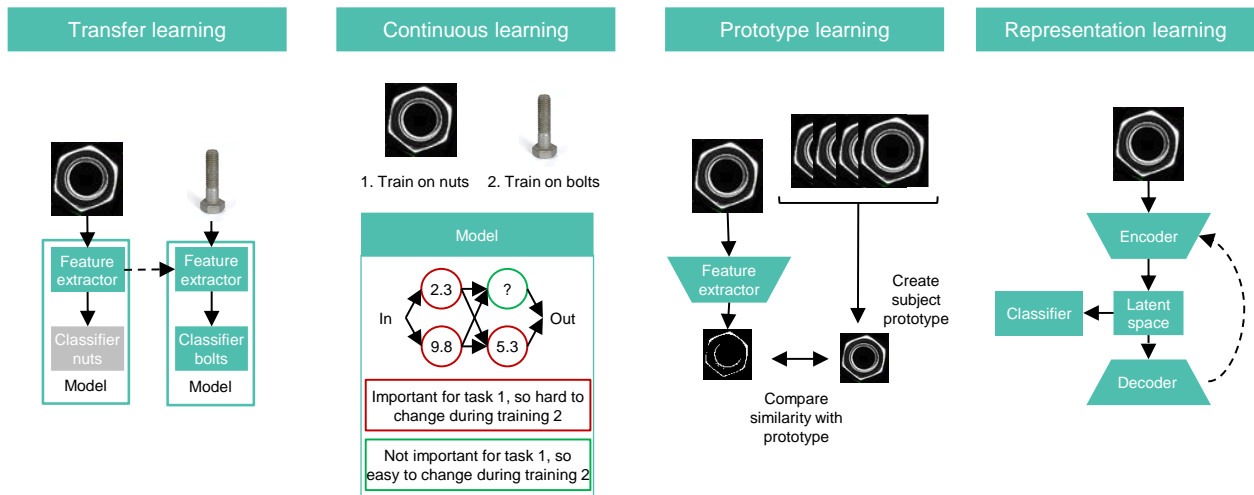 Transfer learning
Feature
extractor
Classifier
nuts
Model
Feature
extractor
Classifier
bolts
Model
Continuous learning
1. Train on nuts
2. Train on bolts
Model
In
2.3
9.8
?
5.3
Out
Important for task 1, so hard to
change during training 2
Not important for task 1, so
easy to change during training 2
Prototype learning
Feature
extractor
Create
subject
prototype
Compare
similarity with
prototype
Representation learning
Encoder
Classifier
Latent
space
Decoder